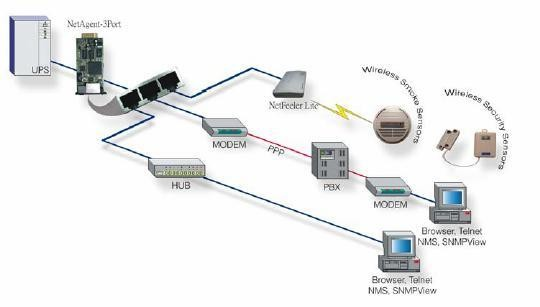 NetAgent-3Port
UPS
NetFeeler Lite
Wireless Smoke Sensors
Wireless Security Sensors
MODEM
PPP
PBX
HUB
MODEM
Browser, Telnet
NMS, SNMPView
Browser, Telnet
NMS, SNMPView